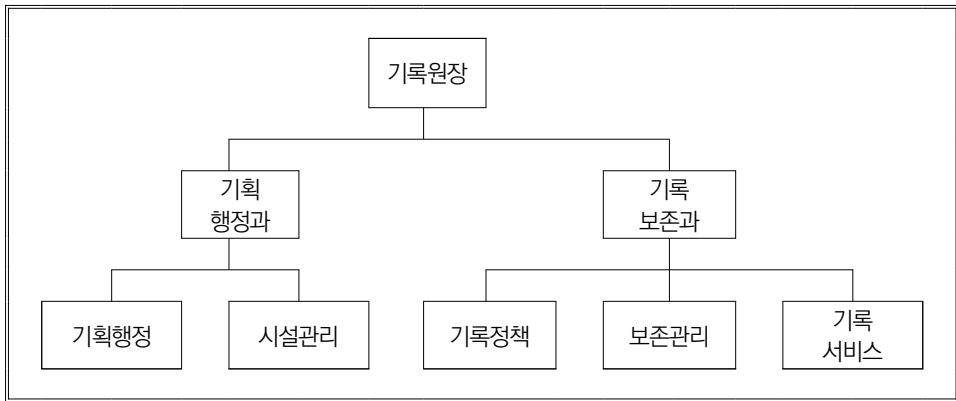 기록원장
기획
행정과
기록
보존과
기획행정
시설관리
기록정책
보존관리
기록
서비스